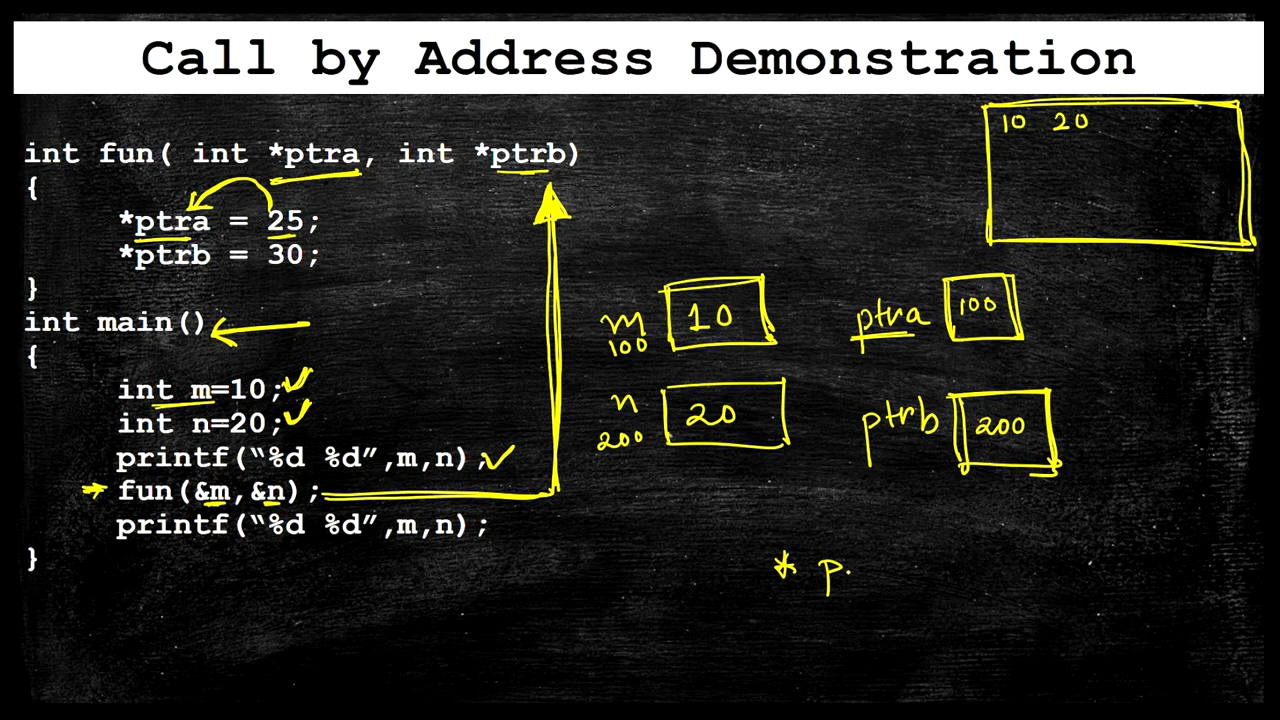 Call by Address Demonstration
10 20
int fun( int *ptra, int *ptrb)
{
*ptra = 25;
*ptrb = 30;
}
int main()
{
int m=10;
int n=20;
printf(“%d %d”,m,n);
fun(&m,&n);
printf(“%d %d”,m,n);
}
m 10 ptra 100
100
n 20 ptrb 200
200
* p.